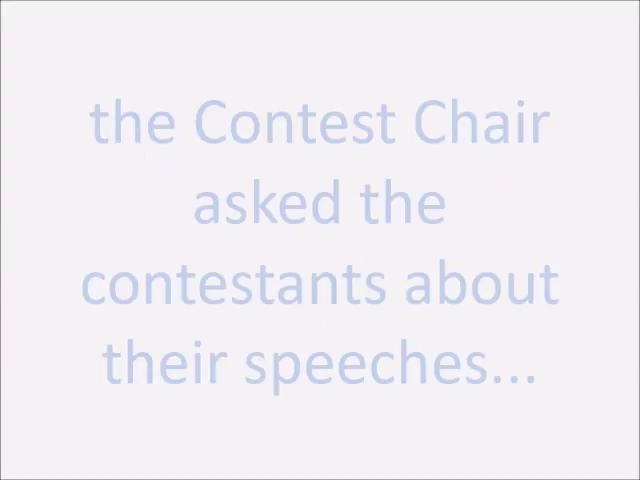 the Contest Chair
asked the
contestants about
their speeches...